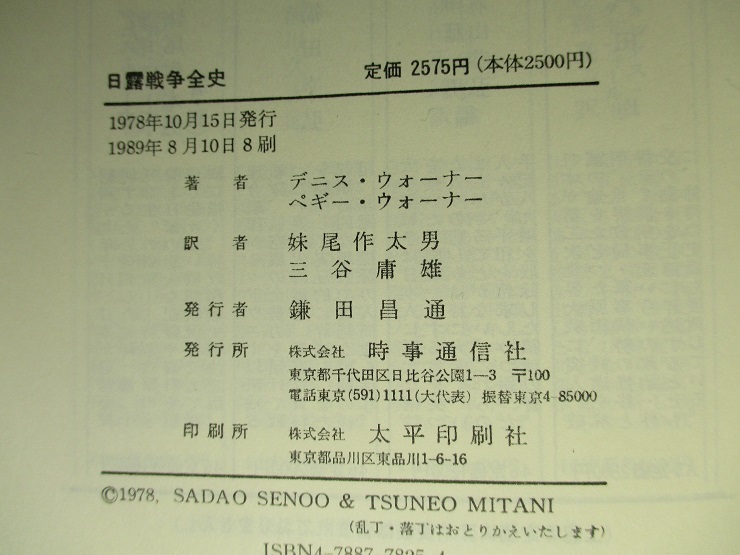 日露戦争全史 定価 2575円(本体2500円)
1978年10月15日発行
1989年8月10日8刷
著者 デニス・ウォーナー
ペギー・ウォーナー
訳者 妹尾作太男
三谷庸雄
発行者 鎌田昌通
発行所 株式会社 時事通信社
東京都千代田区日比谷公園1―3 〒100
電話東京(591)1111(大代表) 振替東京4-85000
印刷所 株式会社 太平印刷社
東京都品川区東品川1-6-16
©1978, SADAO SENOO & TSUNEO MITANI
(乱丁・落丁はおとりかえいたします)